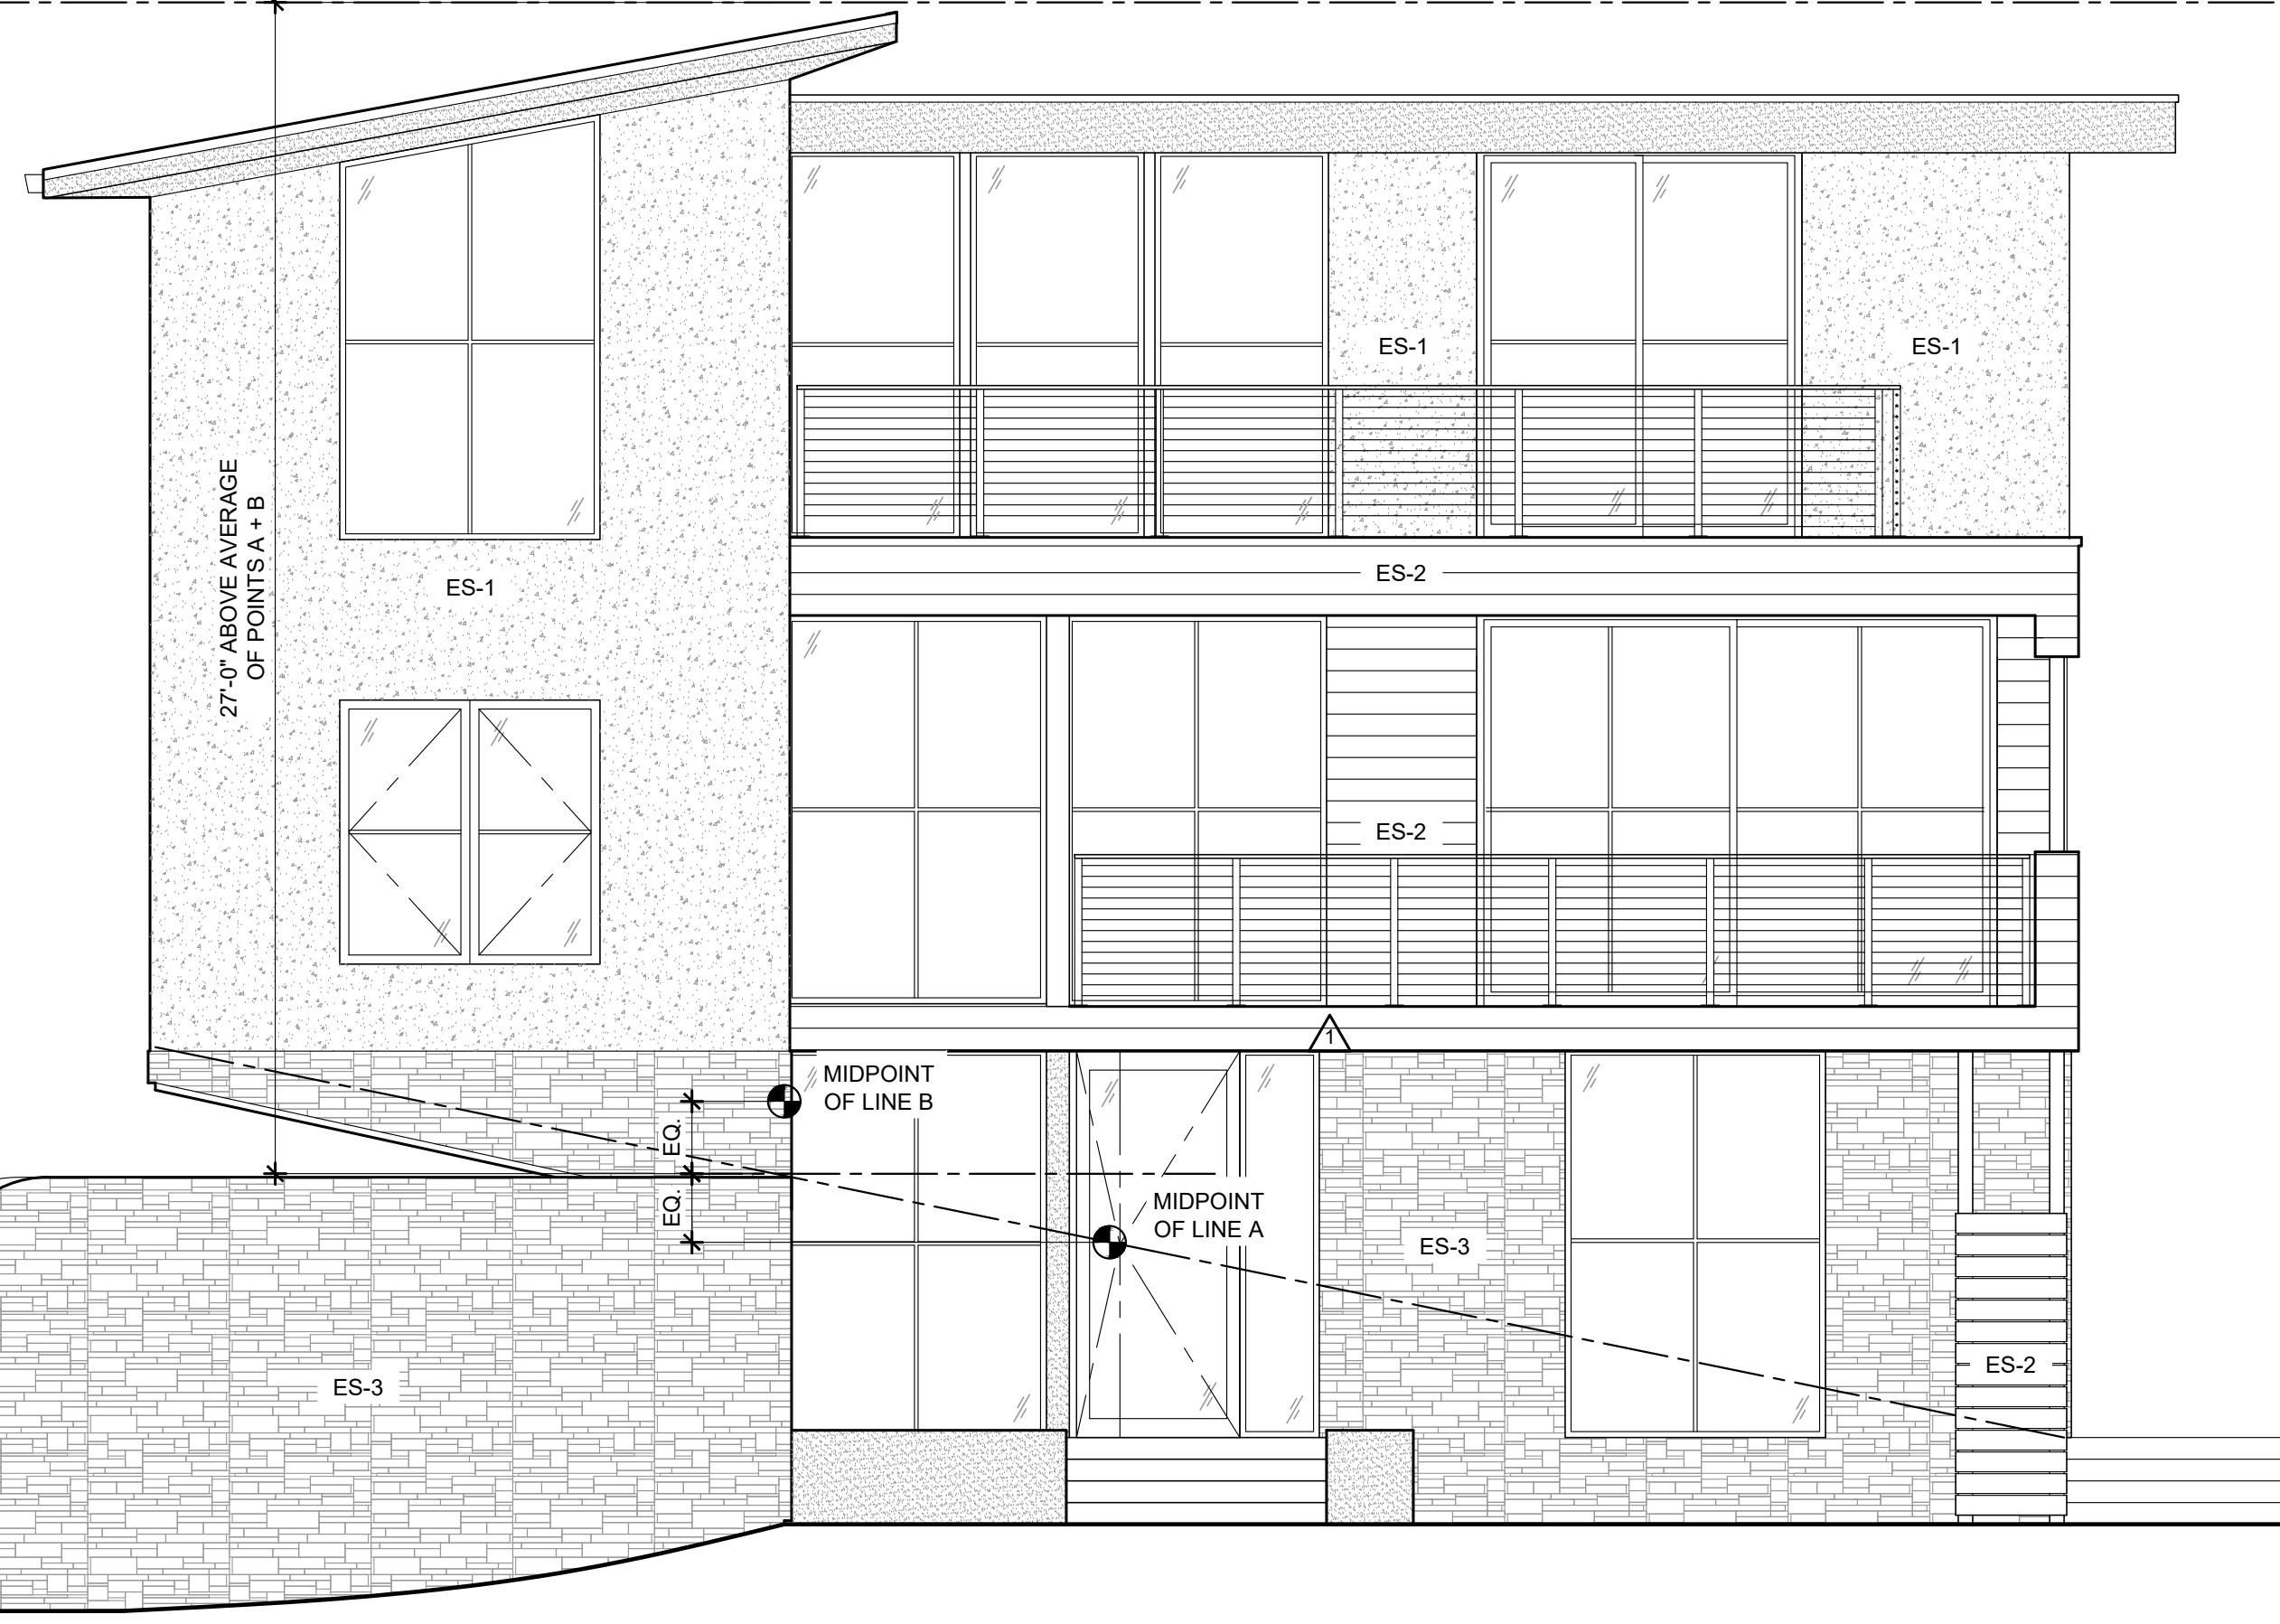 ES-1
ES-1
27'-0" ABOVE AVERAGE
OF POINTS A + B
ES-1
ES-2
ES-2
1
MIDPOINT
OF LINE B
EQ.
EQ.
MIDPOINT
OF LINE A
ES-3
ES-2
ES-3